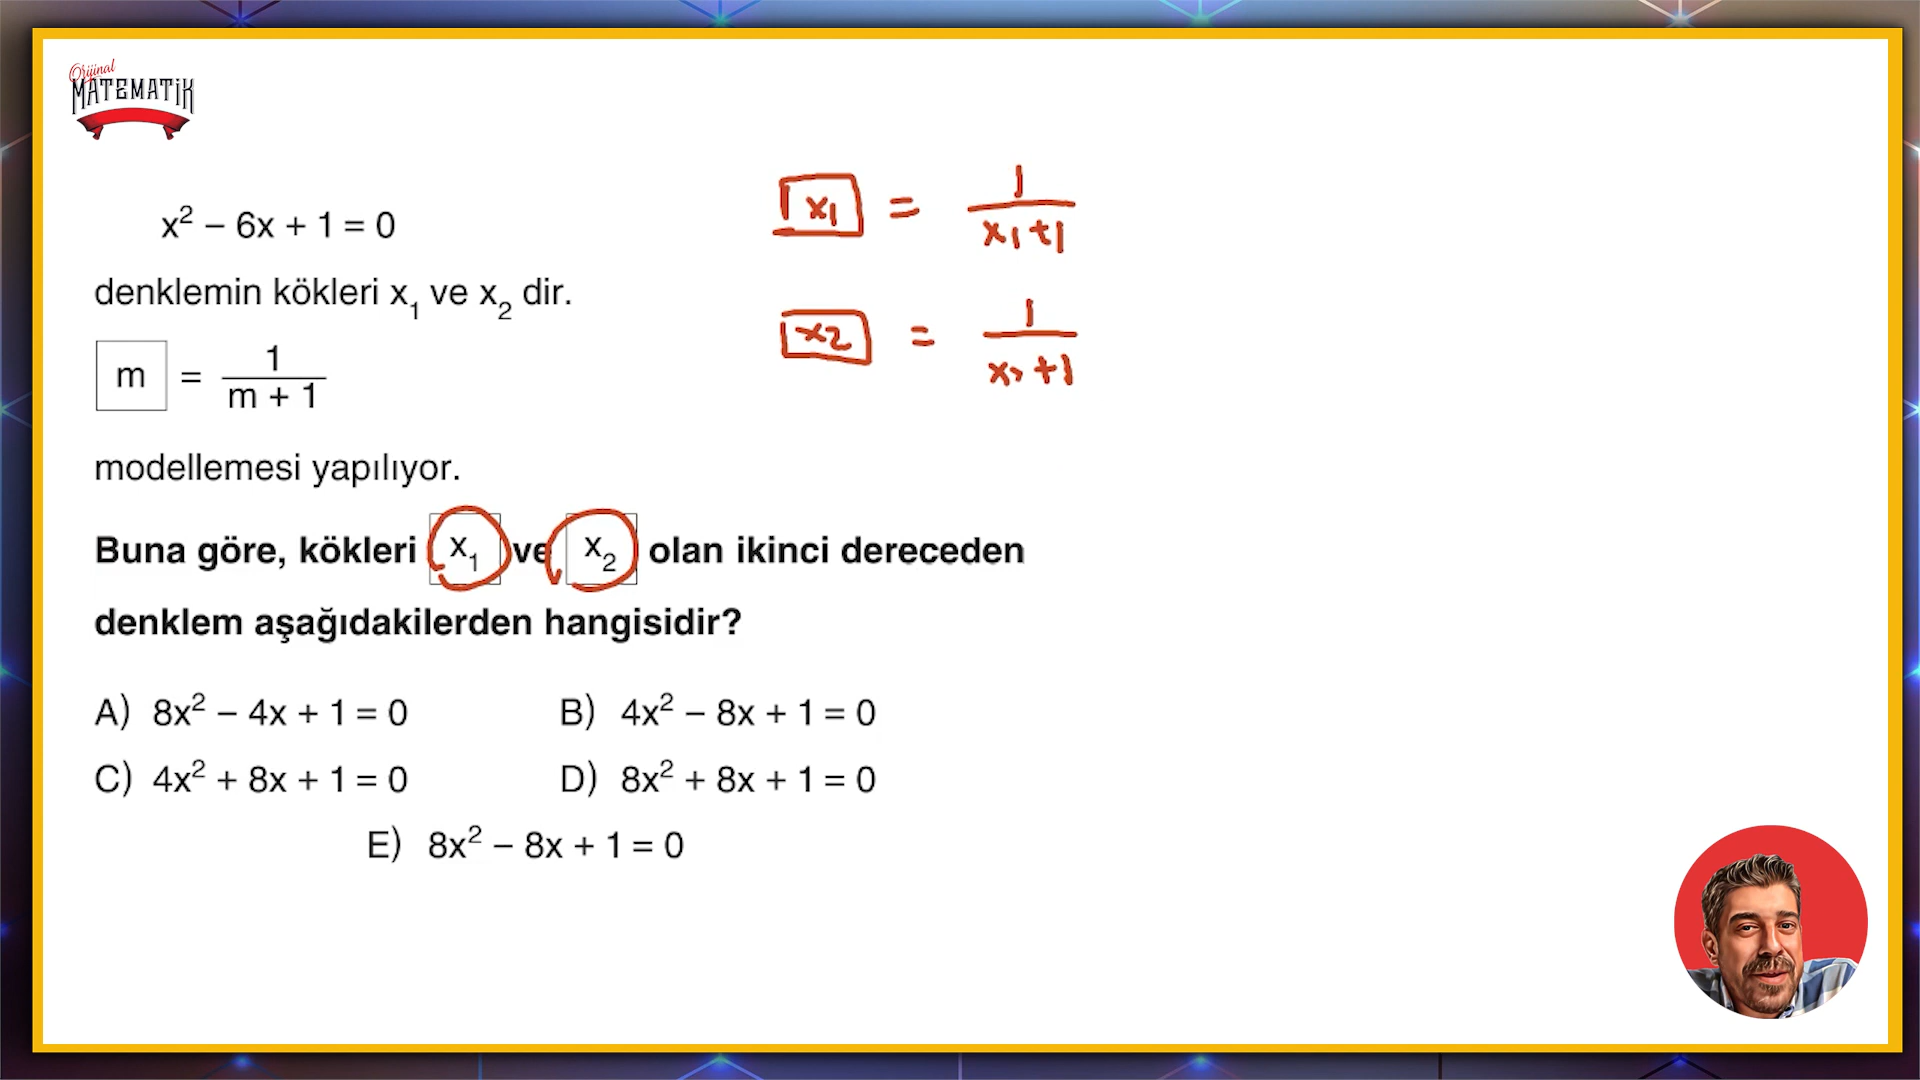 Orijinal
MATEMATİK
x² – 6x + 1 = 0
denklemin kökleri x₁ ve x₂ dir.
m = 1/(m + 1)
modellemesi yapılıyor.
Buna göre, kökleri x₁ ve x₂ olan ikinci dereceden
denklem aşağıdakilerden hangisidir?
A) 8x² – 4x + 1 = 0 B) 4x² – 8x + 1 = 0
C) 4x² + 8x + 1 = 0 D) 8x² + 8x + 1 = 0
E) 8x² – 8x + 1 = 0
x₁ = 1/(x₁+1)
x₂ = 1/(x₂+1)